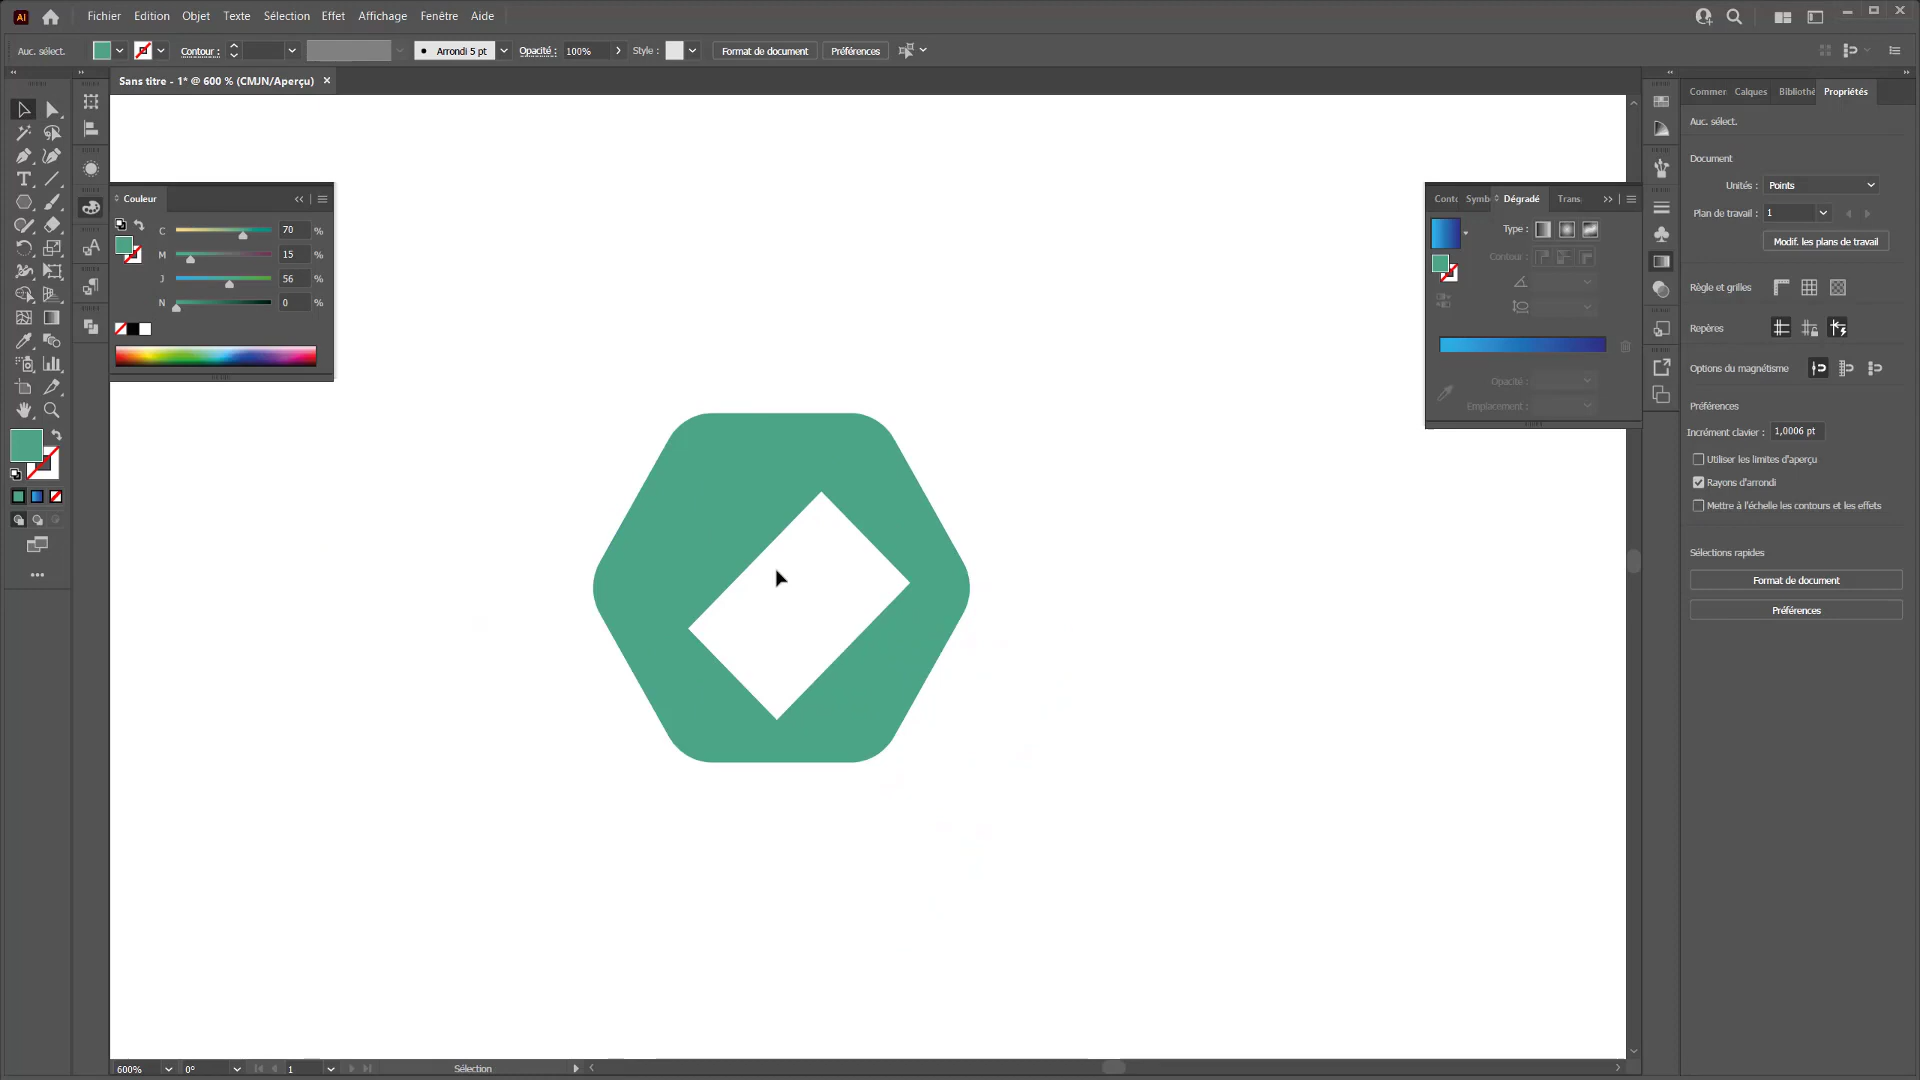 Fichier Edition Objet Texte Sélection Effet Affichage Fenêtre Aide
Auc. sélect. Contour : Arrondi 5 pt Opacité : 100% Style : Format de document Préférences
Sans titre - 1* @ 600 % (CMJN/Aperçu) ×
Couleur
C 70 %
M 15 %
J 56 %
N 0 %
Conto Symb Dégradé Trans
Type :
Contour :
Opacité :
Emplacement :
Commer Calques Bibliothè Propriétés
Auc. sélect.
Document
Unités : Points
Plan de travail : 1
Modif. les plans de travail
Règle et grilles
Repères
Options du magnétisme
Préférences
Incrément clavier : 1,0006 pt
Utiliser les limites d'aperçu
Rayons d'arrondi
Mettre à l'échelle les contours et les effets
Sélections rapides
Format de document
Préférences
600% 0° 1 Sélection